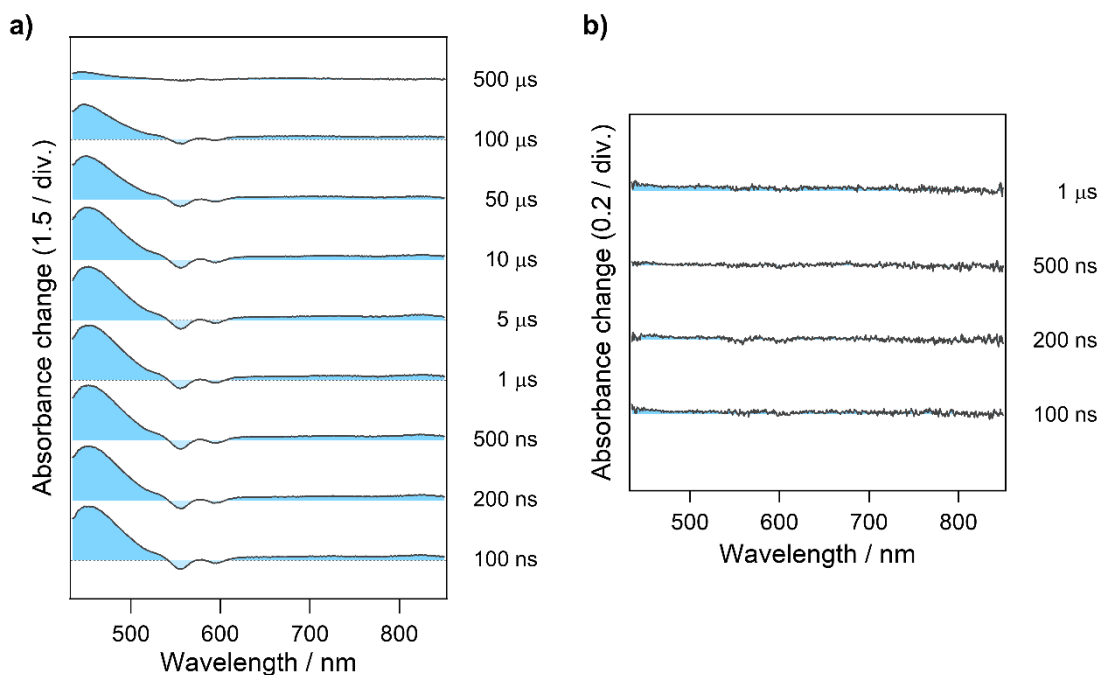 a)
Absorbance change (1.5 / div.)
500 μs
100 μs
50 μs
10 μs
5 μs
1 μs
500 ns
200 ns
100 ns
500 600 700 800
Wavelength / nm
b)
Absorbance change (0.2 / div.)
1 μs
500 ns
200 ns
100 ns
500 600 700 800
Wavelength / nm